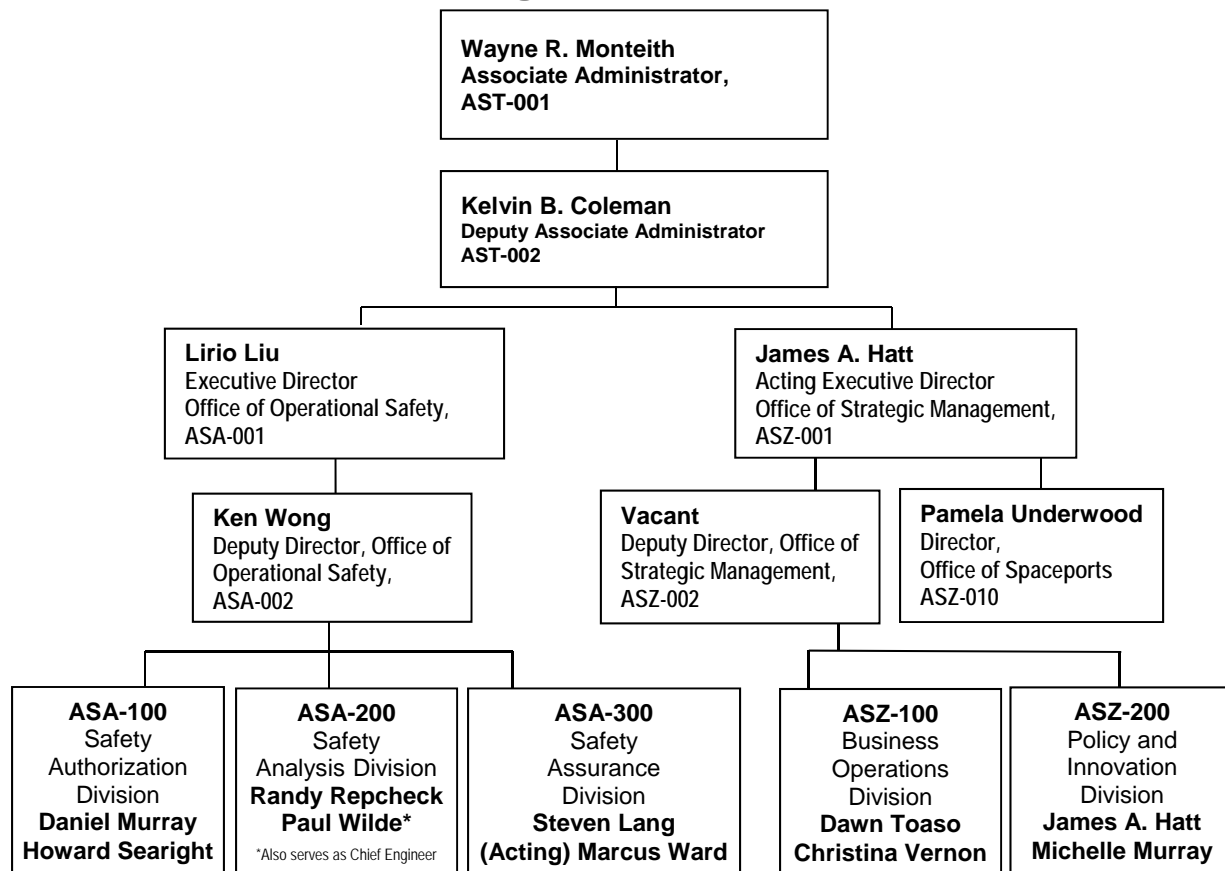 Wayne R. Monteith
Associate Administrator,
AST-001
Kelvin B. Coleman
Deputy Associate Administrator
AST-002
Lirio Liu
Executive Director
Office of Operational Safety,
ASA-001
James A. Hatt
Acting Executive Director
Office of Strategic Management,
ASZ-001
Ken Wong
Deputy Director, Office of
Operational Safety,
ASA-002
Vacant
Deputy Director, Office of
Strategic Management,
ASZ-002
Pamela Underwood
Director,
Office of Spaceports
ASZ-010
ASA-100
Safety
Authorization
Division
Daniel Murray
Howard Searight
ASA-200
Safety
Analysis Division
Randy Repcheck
Paul Wilde*
*Also serves as Chief Engineer
ASA-300
Safety
Assurance
Division
Steven Lang
(Acting) Marcus Ward
ASZ-100
Business
Operations
Division
Dawn Toaso
Christina Vernon
ASZ-200
Policy and
Innovation
Division
James A. Hatt
Michelle Murray